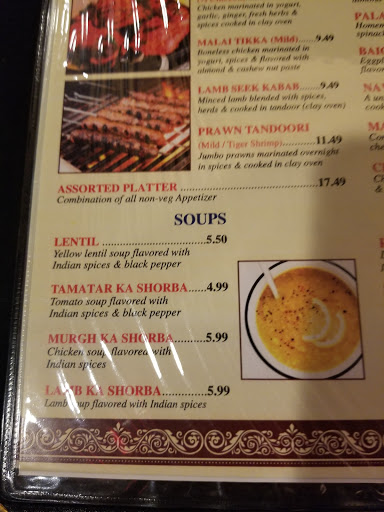 Chicken marinated in yogurt,
garlic, ginger, fresh herbs &
spices cooked in clay oven
MALAI TIKKA (Mild).....9.49
Boneless chicken marinated in
yogurt, spices & flavored with
almond & cashew nut paste
LAMB SEEK KABAB.........9.49
Minced lamb blended with spices,
herbs & cooked in tandoor (clay oven)
PRAWN TANDOORI
(Mild / Tiger Shrimp)..........11.49
Jumbo prawns marinated overnight
in spices & cooked in clay oven
ASSORTED PLATTER ...............................17.49
Combination of all non-veg Appetizer
SOUPS
LENTIL ..........................5.50
Yellow lentil soup flavored with
Indian spices & black pepper
TAMATAR KA SHORBA......4.99
Tomato soup flavored with
Indian spices & black pepper
MURGH KA SHORBA.........5.99
Chicken soup flavored with
Indian spices
LAMB KA SHORBA............5.99
Lamb soup flavored with Indian spices